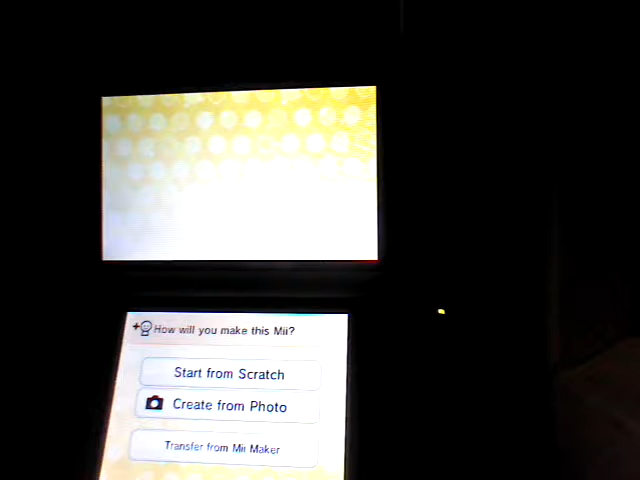 How will you make this Mii?
Start from Scratch
Create from Photo
Transfer from Mii Maker